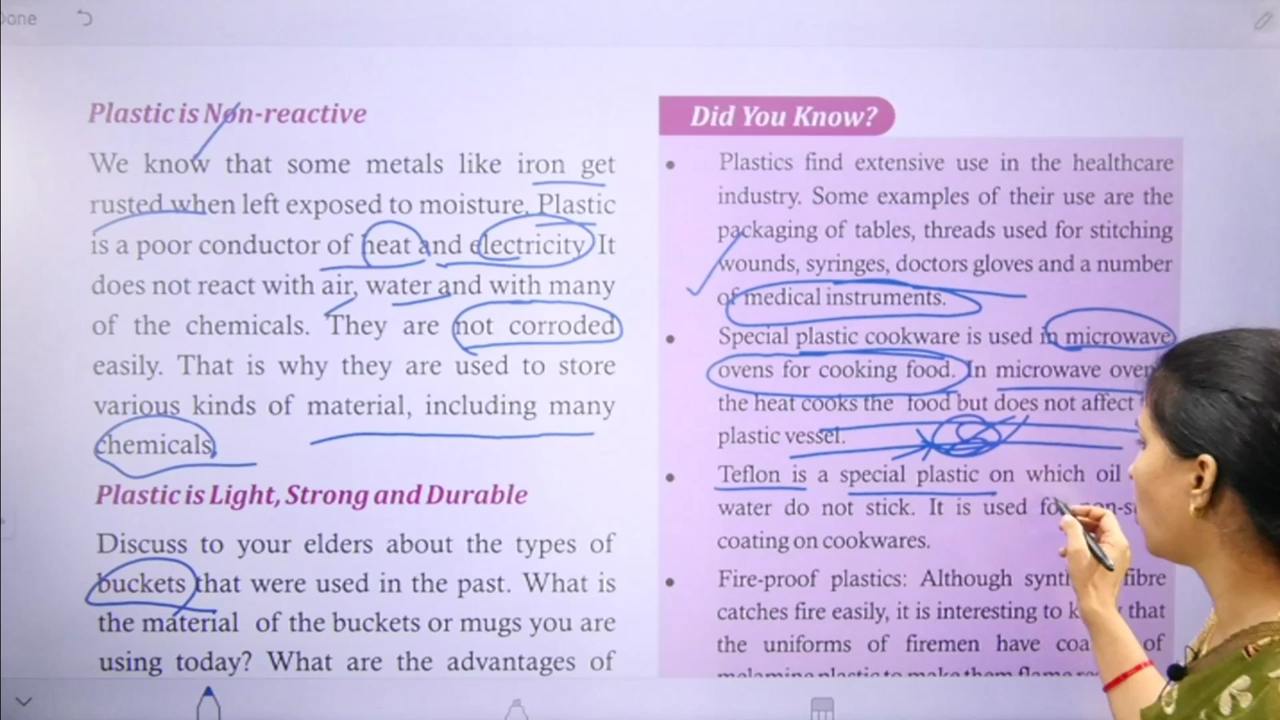 Done
Plastic is Non-reactive
We know that some metals like iron get
rusted when left exposed to moisture. Plastic
is a poor conductor of heat and electricity. It
does not react with air, water and with many
of the chemicals. They are not corroded
easily. That is why they are used to store
various kinds of material, including many
chemicals.
Plastic is Light, Strong and Durable
Discuss to your elders about the types of
buckets that were used in the past. What is
the material of the buckets or mugs you are
using today? What are the advantages of
Did You Know?
• Plastics find extensive use in the healthcare
industry. Some examples of their use are the
packaging of tables, threads used for stitching
wounds, syringes, doctors gloves and a number
of medical instruments.
• Special plastic cookware is used in microwave
ovens for cooking food. In microwave oven
the heat cooks the food but does not affect
plastic vessel.
• Teflon is a special plastic on which oil
water do not stick. It is used
coating on cookwares.
• Fire-proof plastics: Although fibre
catches fire easily, it is interesting to that
the uniforms of firemen have of
melamine plastic to make them